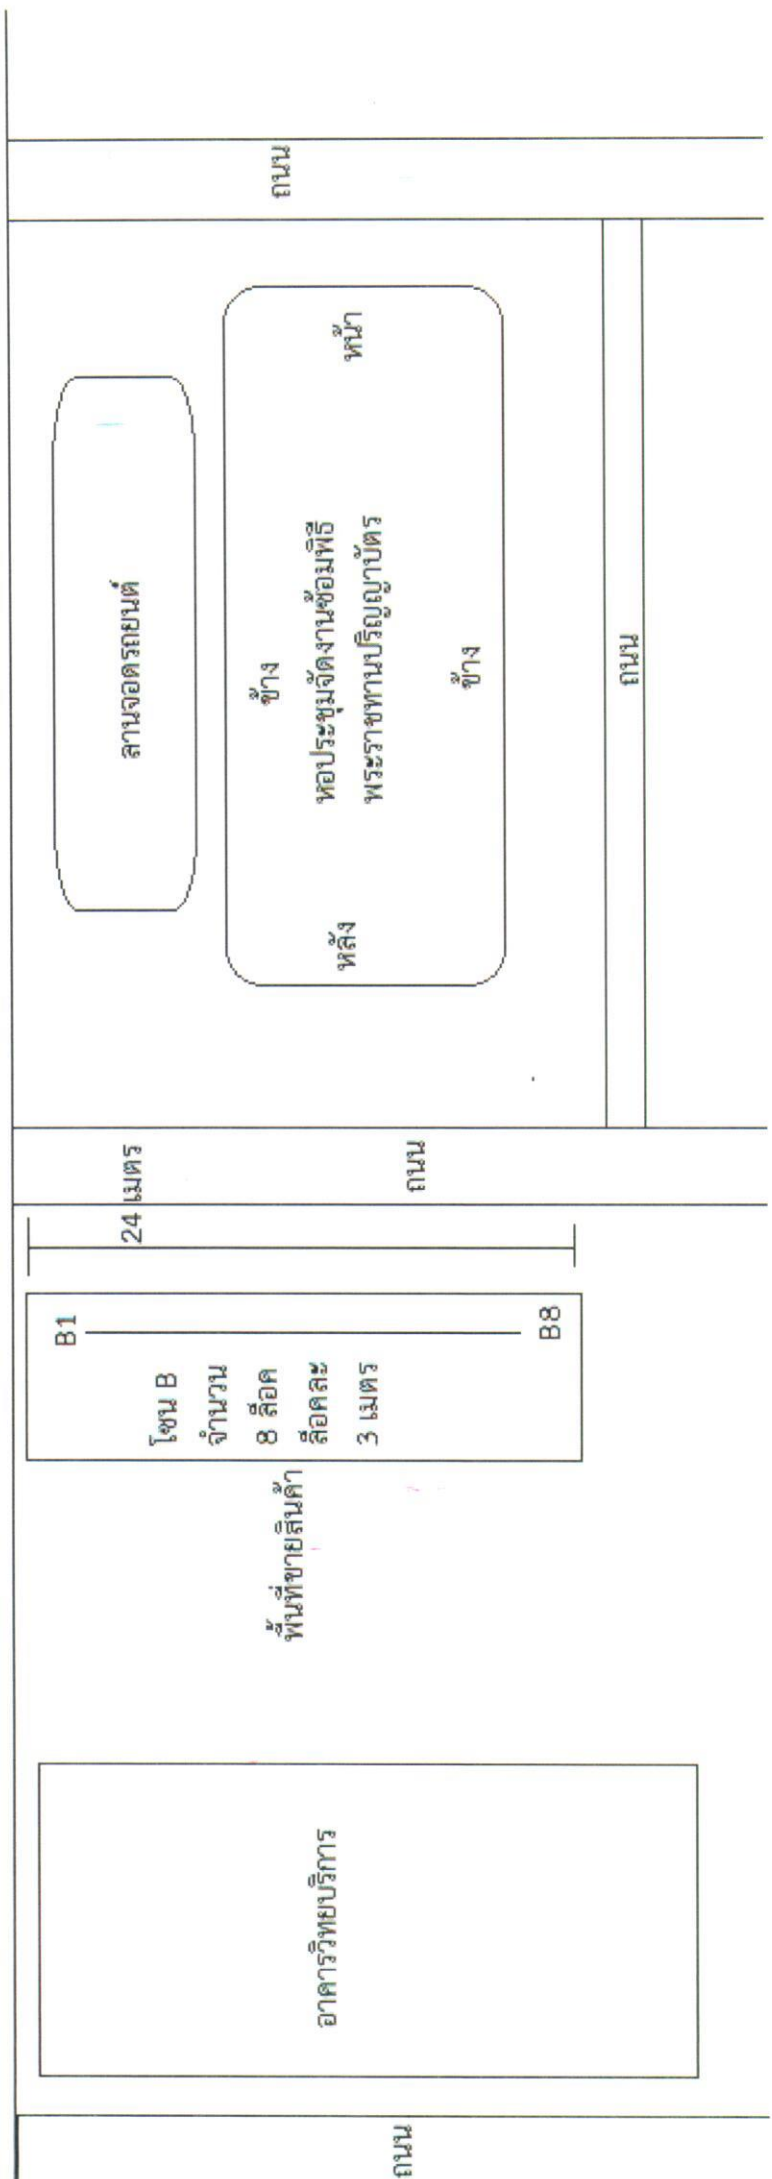 ถนน
อาคารวิทยบริการ
พื้นที่ขายสินค้า
โซน B
จำนวน
8 ล็อค
ล็อคละ
3 เมตร
B1
B8
24 เมตร
ถนน
ลานจอดรถยนต์
หลัง
ข้าง
หอประชุมจัดงานซ้อมพิธี
พระราชทานปริญญาบัตร
ข้าง
หน้า
ถนน
ถนน